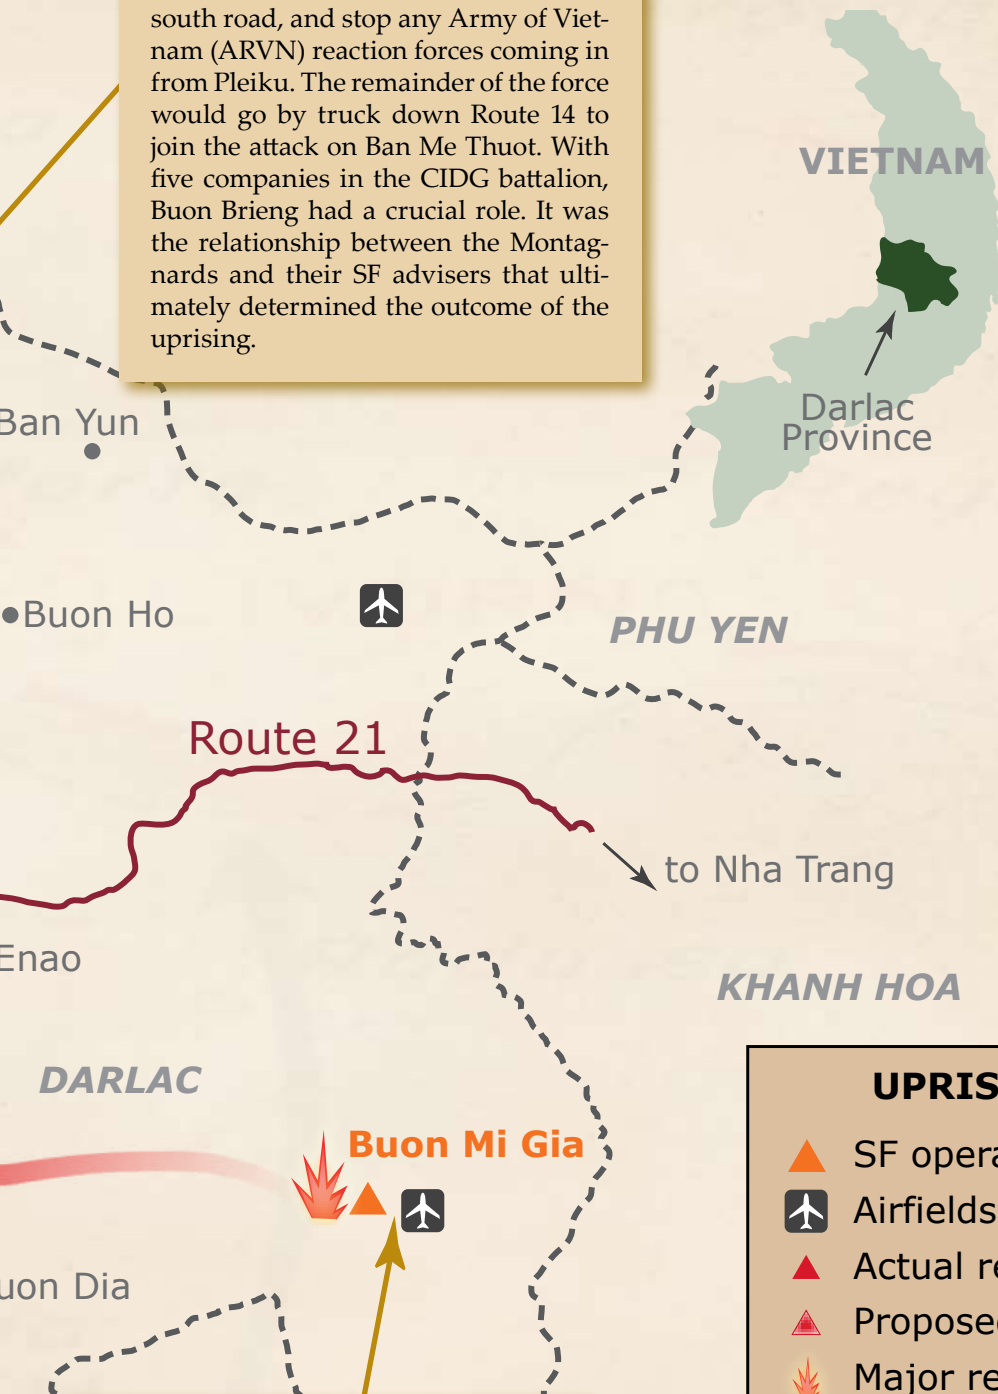 south road, and stop any Army of Viet-
nam (ARVN) reaction forces coming in
from Pleiku. The remainder of the force
would go by truck down Route 14 to
join the attack on Ban Me Thuot. With
five companies in the CIDG battalion,
Buon Brieng had a crucial role. It was
the relationship between the Montag-
nards and their SF advisers that ulti-
mately determined the outcome of the
uprising.
VIETNAM
Darlac
Province
Ban Yun
Buon Ho
PHU YEN
Route 21
to Nha Trang
Enao
KHANH HOA
DARLAC
Buon Mi Gia
uon Dia
UPRIS
SF opera
Airfields
Actual re
Proposed
Major re